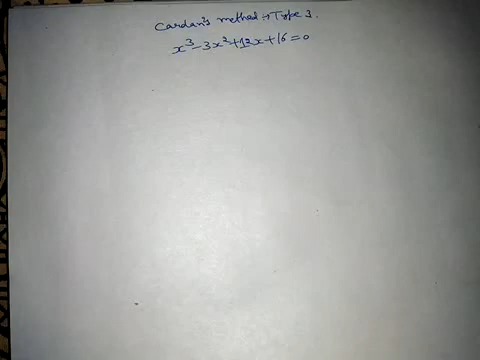 Cardan's method → Type 3.
x³-3x²+12x+16=0